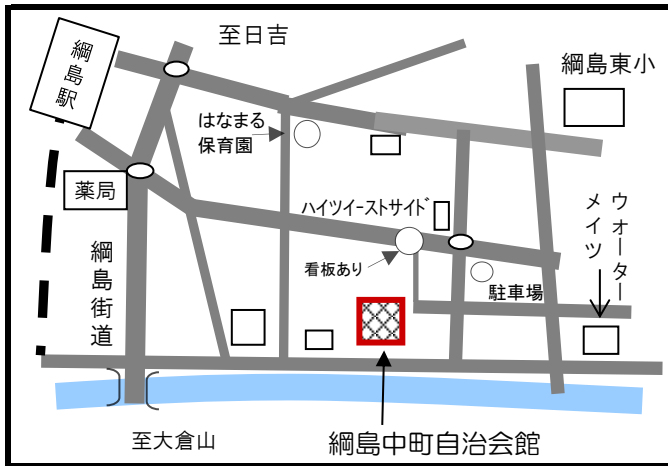 至日吉
綱島駅
綱島東小
はなまる
保育園
薬局
ハイツイーストサイド
ウォーター
メイツ
看板あり
駐車場
綱島街道
至大倉山
綱島中町自治会館